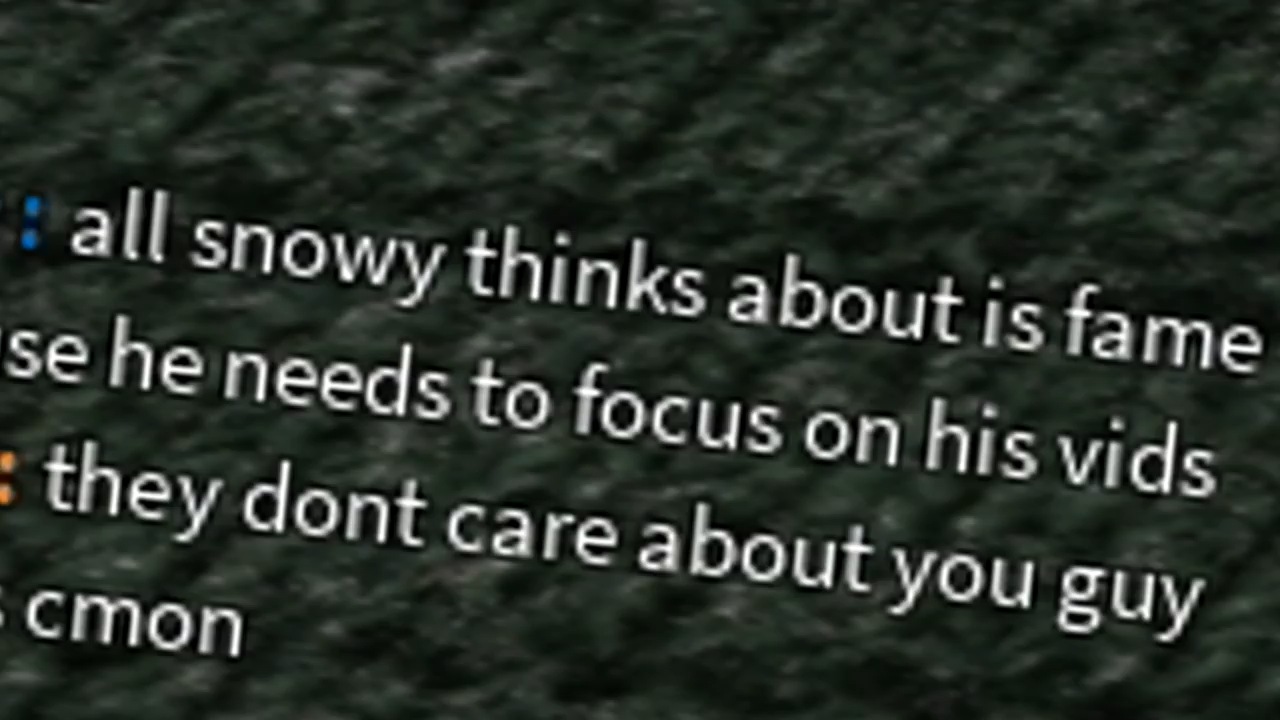 : all snowy thinks about is fame
se he needs to focus on his vids
: they dont care about you guy
s cmon